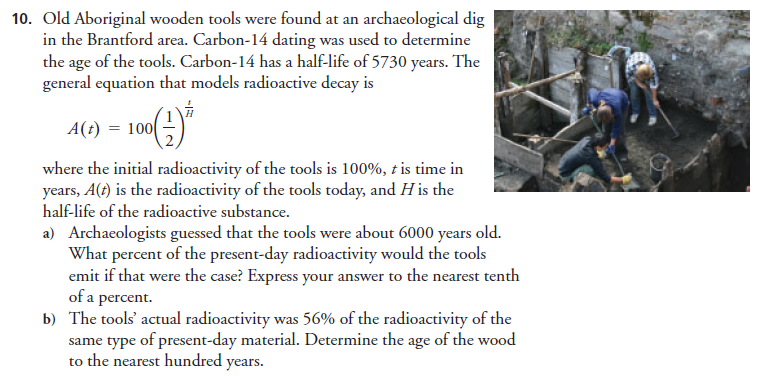 10. Old Aboriginal wooden tools were found at an archaeological dig
in the Brantford area. Carbon-14 dating was used to determine
the age of the tools. Carbon-14 has a half-life of 5730 years. The
general equation that models radioactive decay is
A(t) = 100(1/2)^(t/H)
where the initial radioactivity of the tools is 100%, t is time in
years, A(t) is the radioactivity of the tools today, and H is the
half-life of the radioactive substance.
a) Archaeologists guessed that the tools were about 6000 years old.
What percent of the present-day radioactivity would the tools
emit if that were the case? Express your answer to the nearest tenth
of a percent.
b) The tools’ actual radioactivity was 56% of the radioactivity of the
same type of present-day material. Determine the age of the wood
to the nearest hundred years.